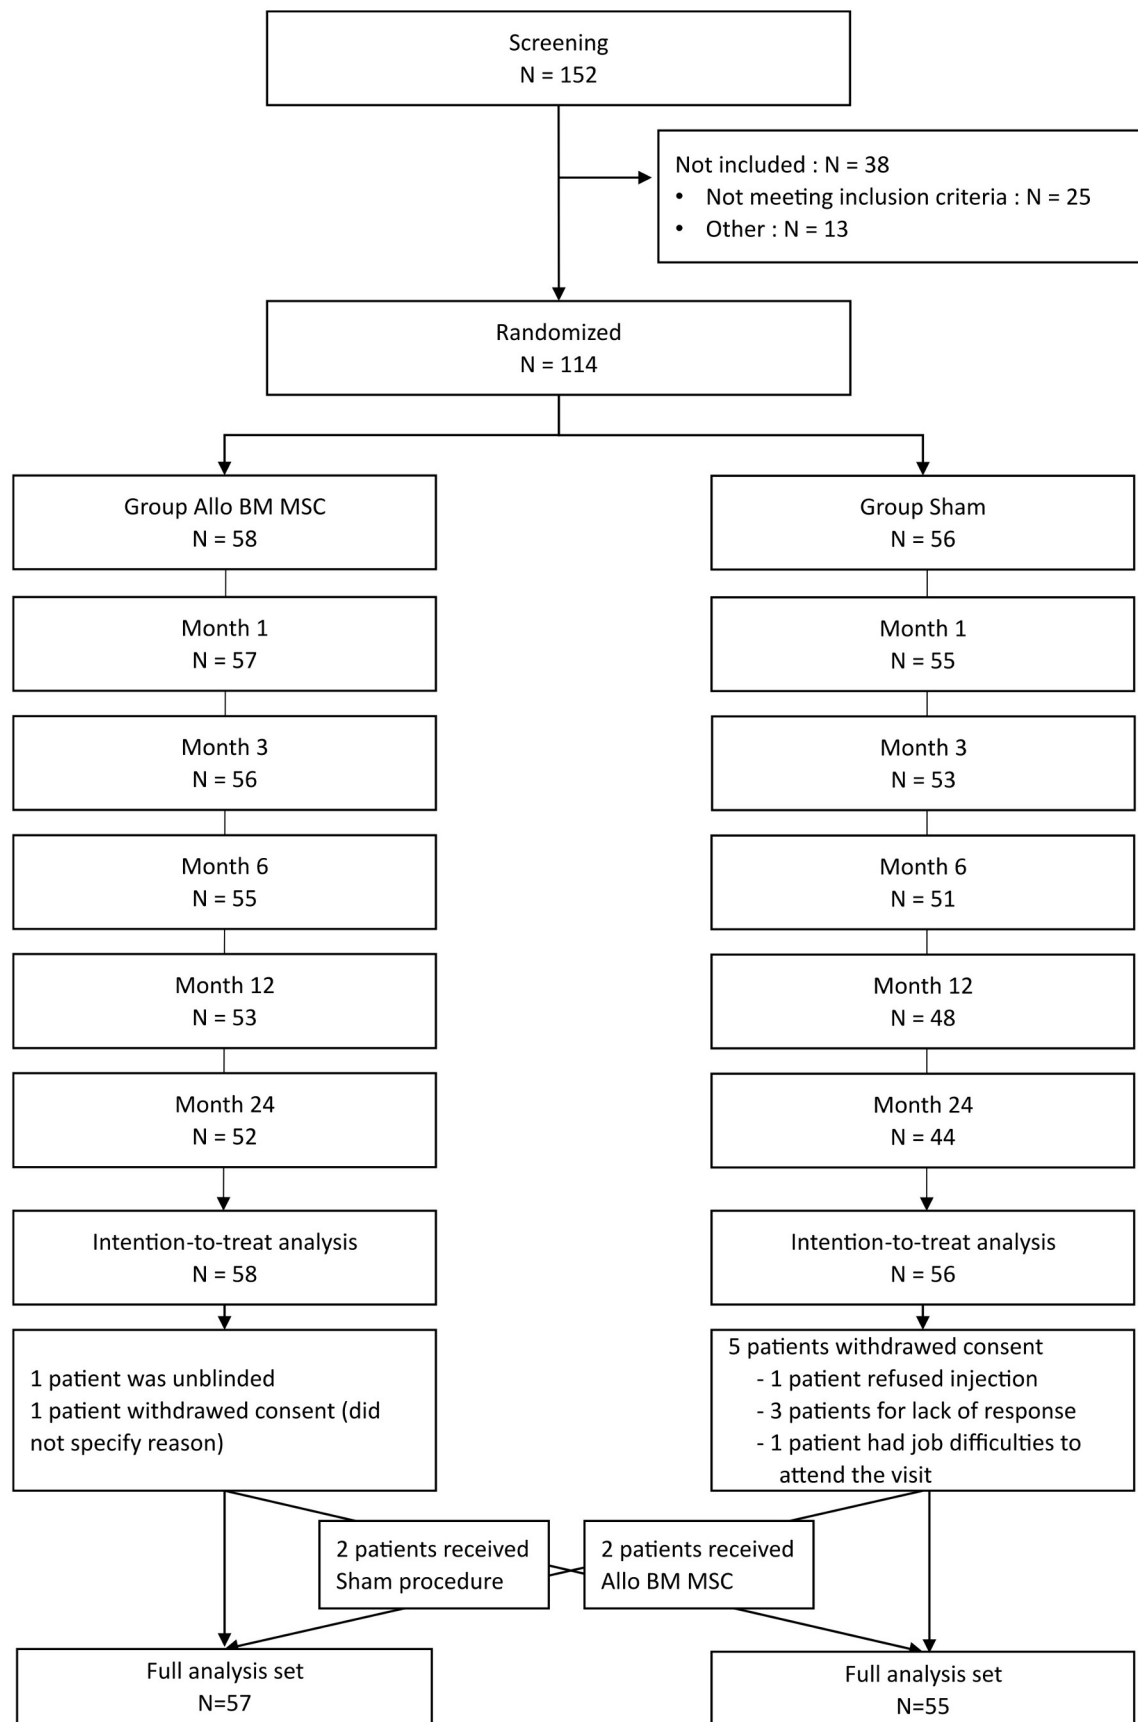 Screening
N = 152
Not included : N = 38
• Not meeting inclusion criteria : N = 25
• Other : N = 13
Randomized
N = 114
Group Allo BM MSC
N = 58
Month 1
N = 57
Month 3
N = 56
Month 6
N = 55
Month 12
N = 53
Month 24
N = 52
Intention-to-treat analysis
N = 58
1 patient was unblinded
1 patient withdrawed consent (did
not specify reason)
2 patients received
Sham procedure
Full analysis set
N=57
Group Sham
N = 56
Month 1
N = 55
Month 3
N = 53
Month 6
N = 51
Month 12
N = 48
Month 24
N = 44
Intention-to-treat analysis
N = 56
5 patients withdrawed consent
- 1 patient refused injection
- 3 patients for lack of response
- 1 patient had job difficulties to
attend the visit
2 patients received
Allo BM MSC
Full analysis set
N=55